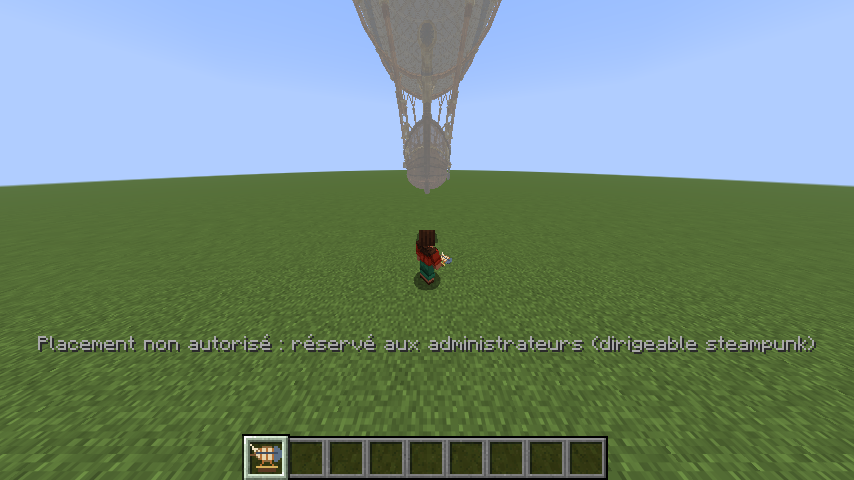 Placement non autorisé : réservé aux administrateurs (dirigeable steampunk)